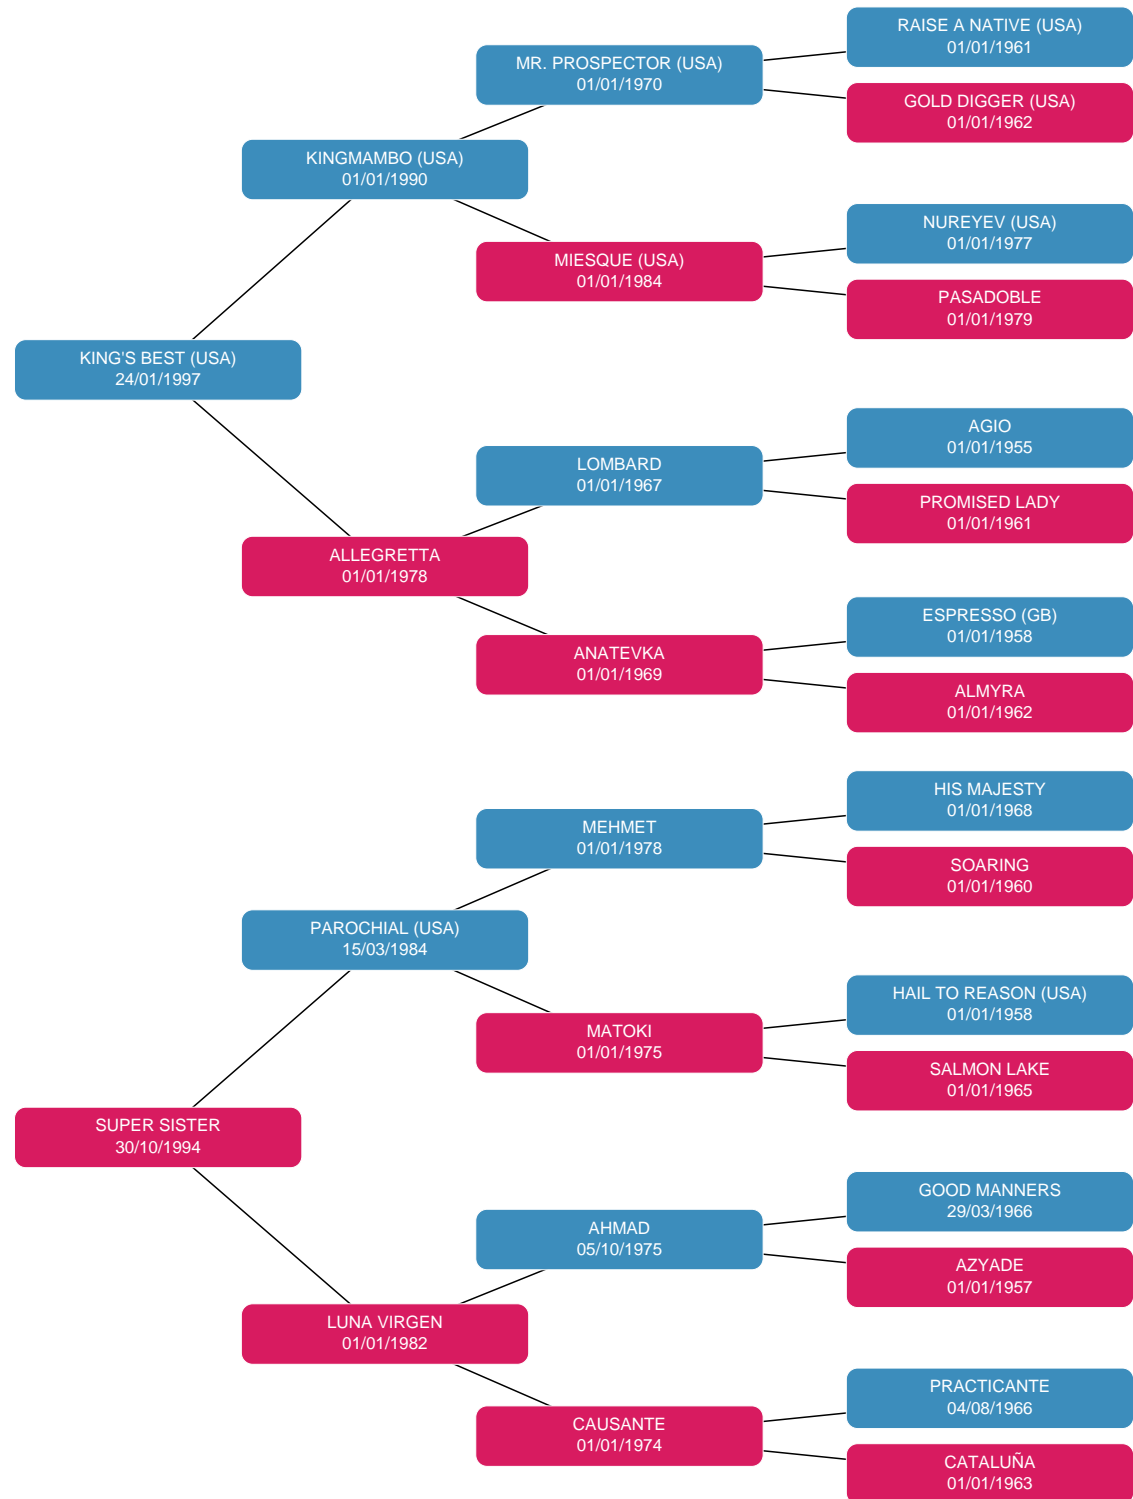 RAISE A NATIVE (USA)
01/01/1961
MR. PROSPECTOR (USA)
01/01/1970
GOLD DIGGER (USA)
01/01/1962
KINGMAMBO (USA)
01/01/1990
NUREYEV (USA)
01/01/1977
MIESQUE (USA)
01/01/1984
PASADOBLE
01/01/1979
KING'S BEST (USA)
24/01/1997
AGIO
01/01/1955
LOMBARD
01/01/1967
PROMISED LADY
01/01/1961
ALLEGRETTA
01/01/1978
ESPRESSO (GB)
01/01/1958
ANATEVKA
01/01/1969
ALMYRA
01/01/1962
HIS MAJESTY
01/01/1968
MEHMET
01/01/1978
SOARING
01/01/1960
PAROCHIAL (USA)
15/03/1984
HAIL TO REASON (USA)
01/01/1958
MATOKI
01/01/1975
SALMON LAKE
01/01/1965
SUPER SISTER
30/10/1994
GOOD MANNERS
29/03/1966
AHMAD
05/10/1975
AZYADE
01/01/1957
LUNA VIRGEN
01/01/1982
PRACTICANTE
04/08/1966
CAUSANTE
01/01/1974
CATALUÑA
01/01/1963